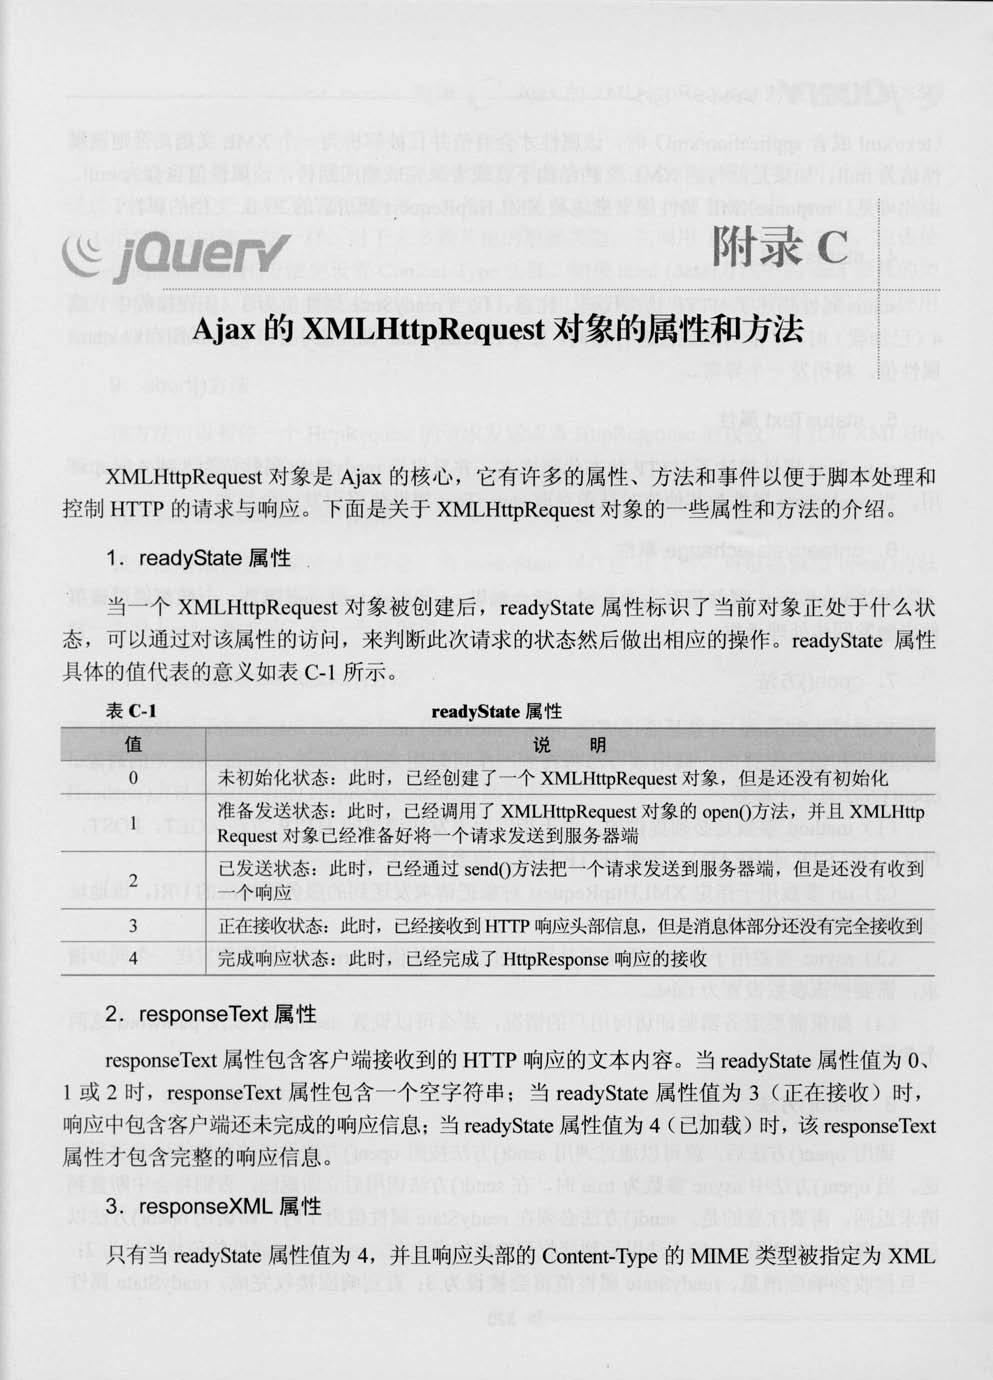 jQuery
附录 C
Ajax 的 XMLHttpRequest 对象的属性和方法
XMLHttpRequest 对象是 Ajax 的核心，它有许多的属性、方法和事件以便于脚本处理和
控制 HTTP 的请求与响应。下面是关于 XMLHttpRequest 对象的一些属性和方法的介绍。
1．readyState 属性
当一个 XMLHttpRequest 对象被创建后，readyState 属性标识了当前对象正处于什么状
态，可以通过对该属性的访问，来判断此次请求的状态然后做出相应的操作。readyState 属性
具体的值代表的意义如表 C-1 所示。
表 C-1 readyState 属性
值 说 明
0 未初始化状态：此时，已经创建了一个 XMLHttpRequest 对象，但是还没有初始化
1 准备发送状态：此时，已经调用了 XMLHttpRequest 对象的 open()方法，并且 XMLHttp
Request 对象已经准备好将一个请求发送到服务器端
2 已发送状态：此时，已经通过 send()方法把一个请求发送到服务器端，但是还没有收到
一个响应
3 正在接收状态：此时，已经接收到 HTTP 响应头部信息，但是消息体部分还没有完全接收到
4 完成响应状态：此时，已经完成了 HttpResponse 响应的接收
2．responseText 属性
responseText 属性包含客户端接收到的 HTTP 响应的文本内容。当 readyState 属性值为 0、
1 或 2 时，responseText 属性包含一个空字符串；当 readyState 属性值为 3（正在接收）时，
响应中包含客户端还未完成的响应信息；当 readyState 属性值为 4（已加载）时，该 responseText
属性才包含完整的响应信息。
3．responseXML 属性
只有当 readyState 属性值为 4，并且响应头部的 Content-Type 的 MIME 类型被指定为 XML